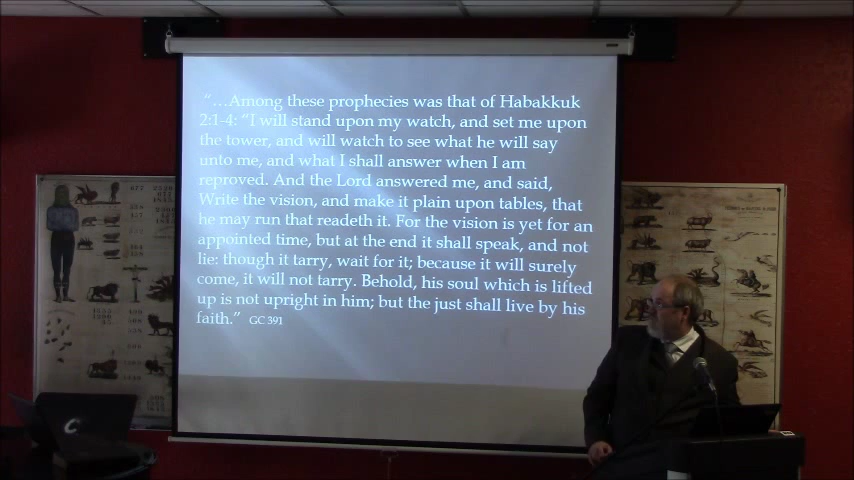 “…Among these prophecies was that of Habakkuk
2:1-4: “I will stand upon my watch, and set me upon
the tower, and will watch to see what he will say
unto me, and what I shall answer when I am
reproved. And the Lord answered me, and said,
Write the vision, and make it plain upon tables, that
he may run that readeth it. For the vision is yet for an
appointed time, but at the end it shall speak, and not
lie: though it tarry, wait for it; because it will surely
come, it will not tarry. Behold, his soul which is lifted
up is not upright in him; but the just shall live by his
faith.” GC 391
677